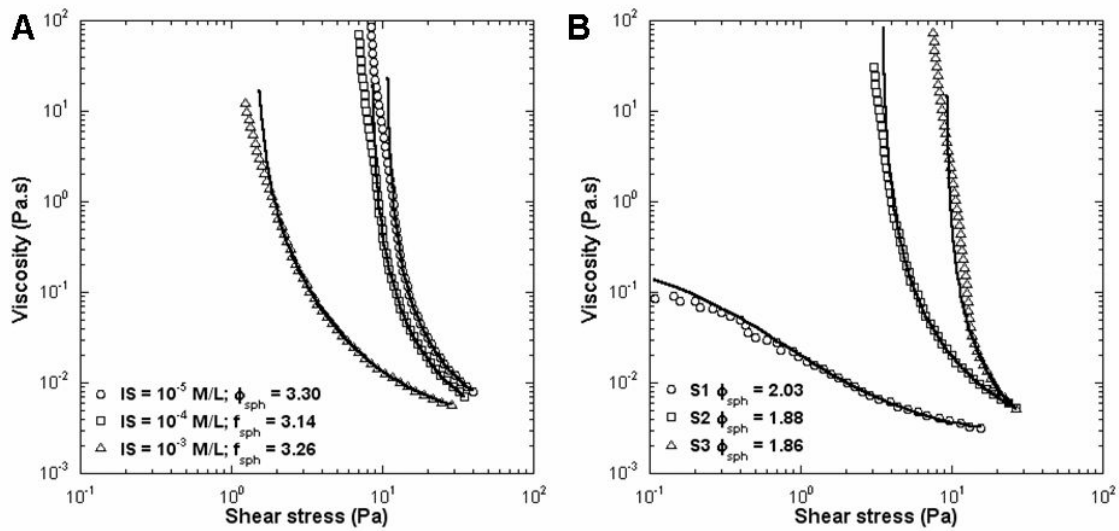 A
10^2
10^1
10^0
10^-1
10^-2
10^-3
Viscosity (Pa.s)
IS = 10^-5 M/L; ϕ_sph = 3.30
IS = 10^-4 M/L; f_sph = 3.14
IS = 10^-3 M/L; f_sph = 3.26
10^-1 10^0 10^1 10^2
Shear stress (Pa)
B
10^2
10^1
10^0
10^-1
10^-2
10^-3
Viscosity (Pa.s)
S1 ϕ_sph = 2.03
S2 ϕ_sph = 1.88
S3 ϕ_sph = 1.86
10^-1 10^0 10^1 10^2
Shear stress (Pa)